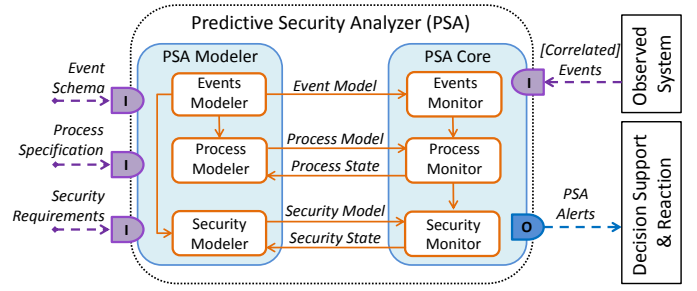 Predictive Security Analyzer (PSA)
PSA Modeler
PSA Core
Event
Schema
I
Process
Specification
I
Security
Requirements
I
Events
Modeler
Process
Modeler
Security
Modeler
Event Model
Process Model
Process State
Security Model
Security State
Events
Monitor
Process
Monitor
Security
Monitor
[Correlated]
Events
I
PSA
Alerts
O
Observed
System
Decision Support
& Reaction